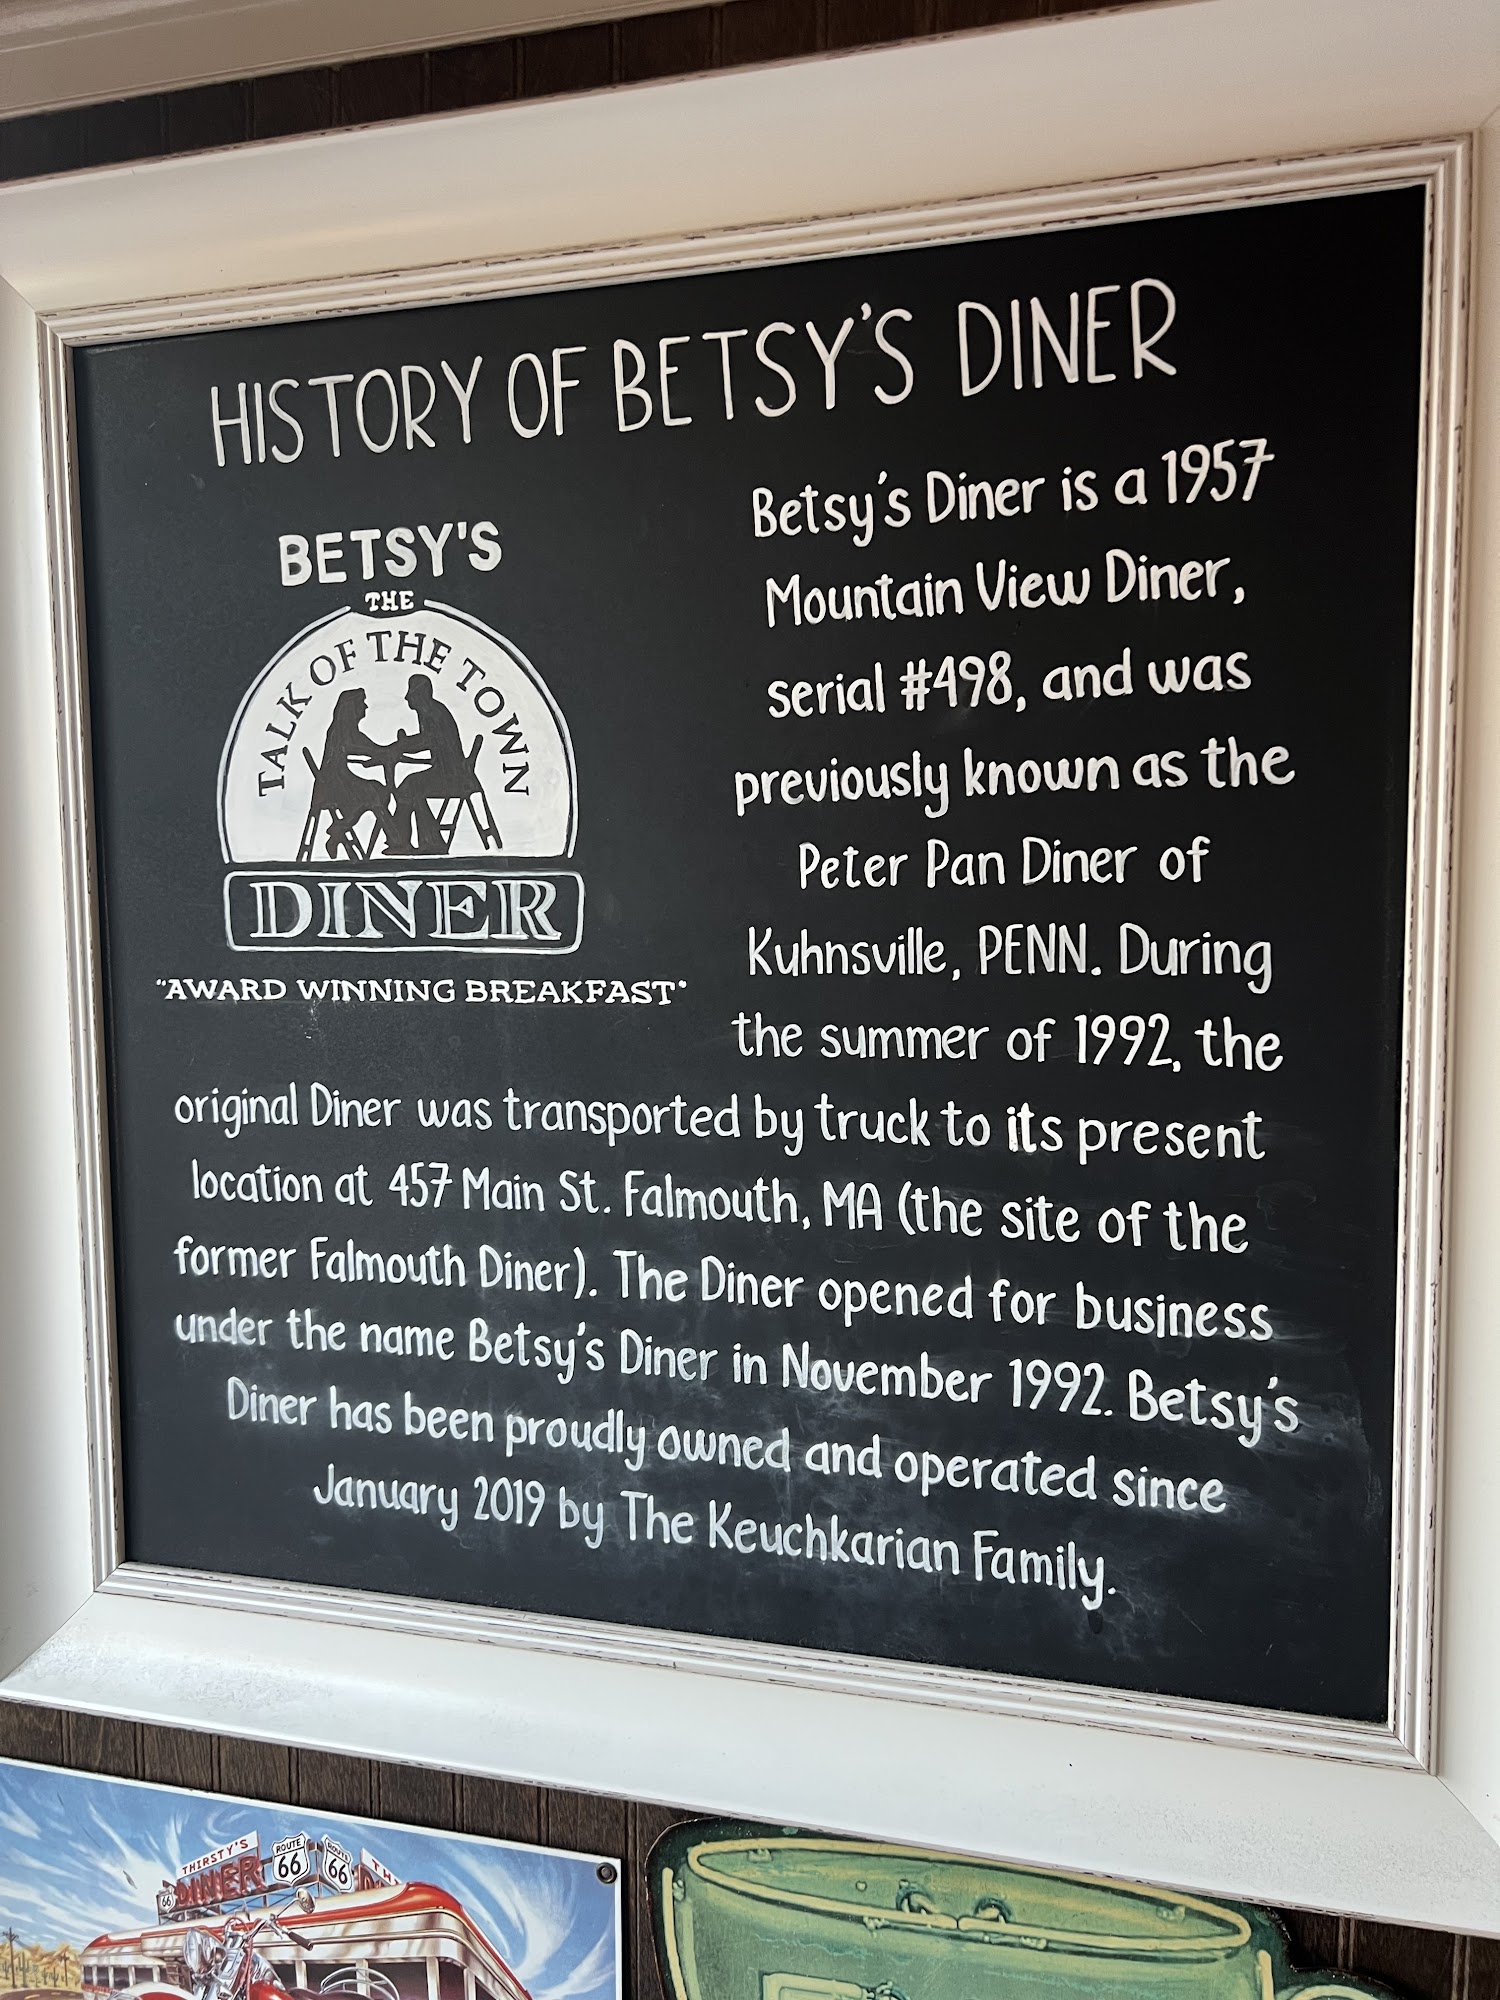 HISTORY OF BETSY'S DINER
BETSY'S
THE
TALK OF THE TOWN
DINER
"AWARD WINNING BREAKFAST"
Betsy's Diner is a 1957
Mountain View Diner,
serial #498, and was
previously known as the
Peter Pan Diner of
Kuhnsville, PENN. During
the summer of 1992, the
original Diner was transported by truck to its present
location at 457 Main St. Falmouth, MA (the site of the
former Falmouth Diner). The Diner opened for business
under the name Betsy's Diner in November 1992. Betsy's
Diner has been proudly owned and operated since
January 2019 by The Keuchkarian Family.
THIRSTY'S
DINER
ROUTE
66
ROUTE
66
66
TH